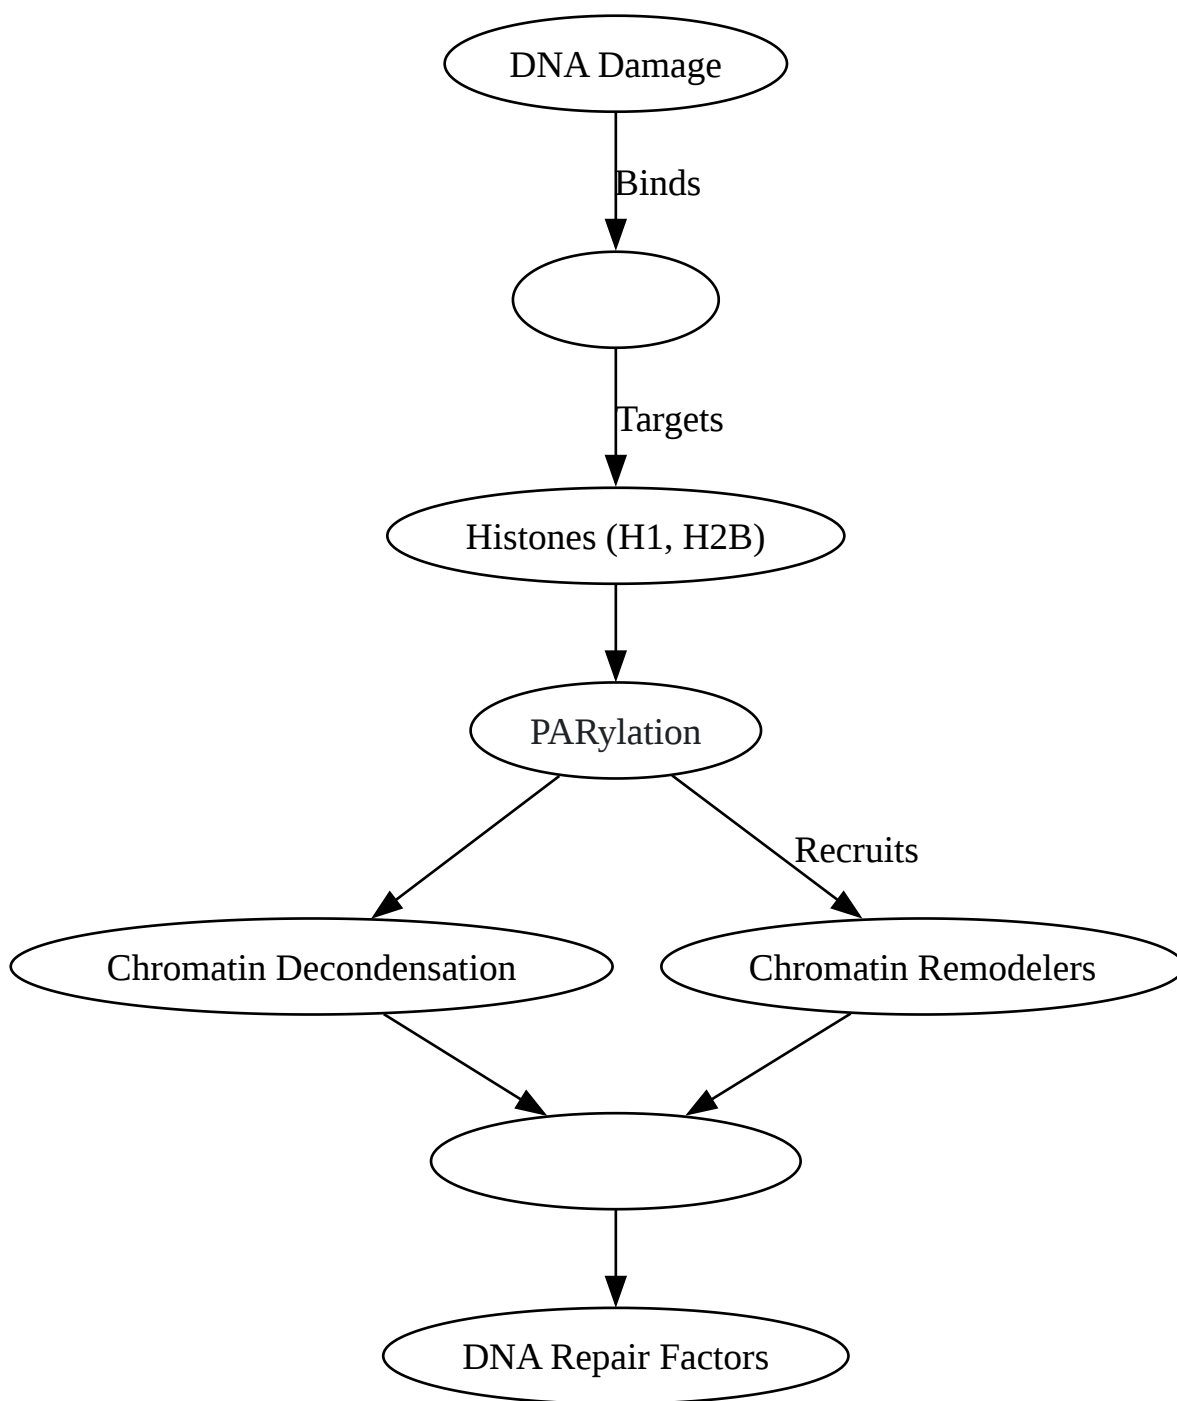 DNA Damage
Binds
Targets
Histones (H1, H2B)
PARylation
Recruits
Chromatin Decondensation
Chromatin Remodelers
DNA Repair Factors